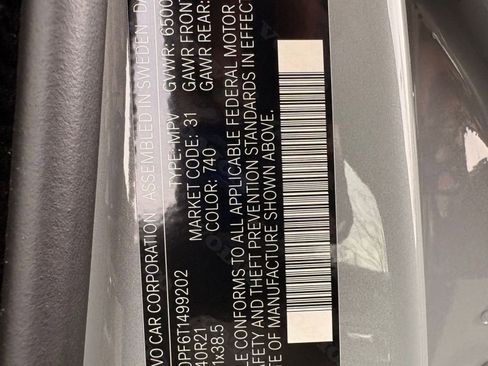 VO CAR CORPORATION ASSEMBLED IN SWEDEN
GVWR: 6500
GAWR FRONT
GAWR REAR:
0PF6T1499202 TYPE: MPV
MARKET CODE: 31
40R21 COLOR: 740
x38.5
LE CONFORMS TO ALL APPLICABLE FEDERAL MOTOR
AFETY AND THEFT PREVENTION STANDARDS IN EFFECT
TE OF MANUFACTURE SHOWN ABOVE.